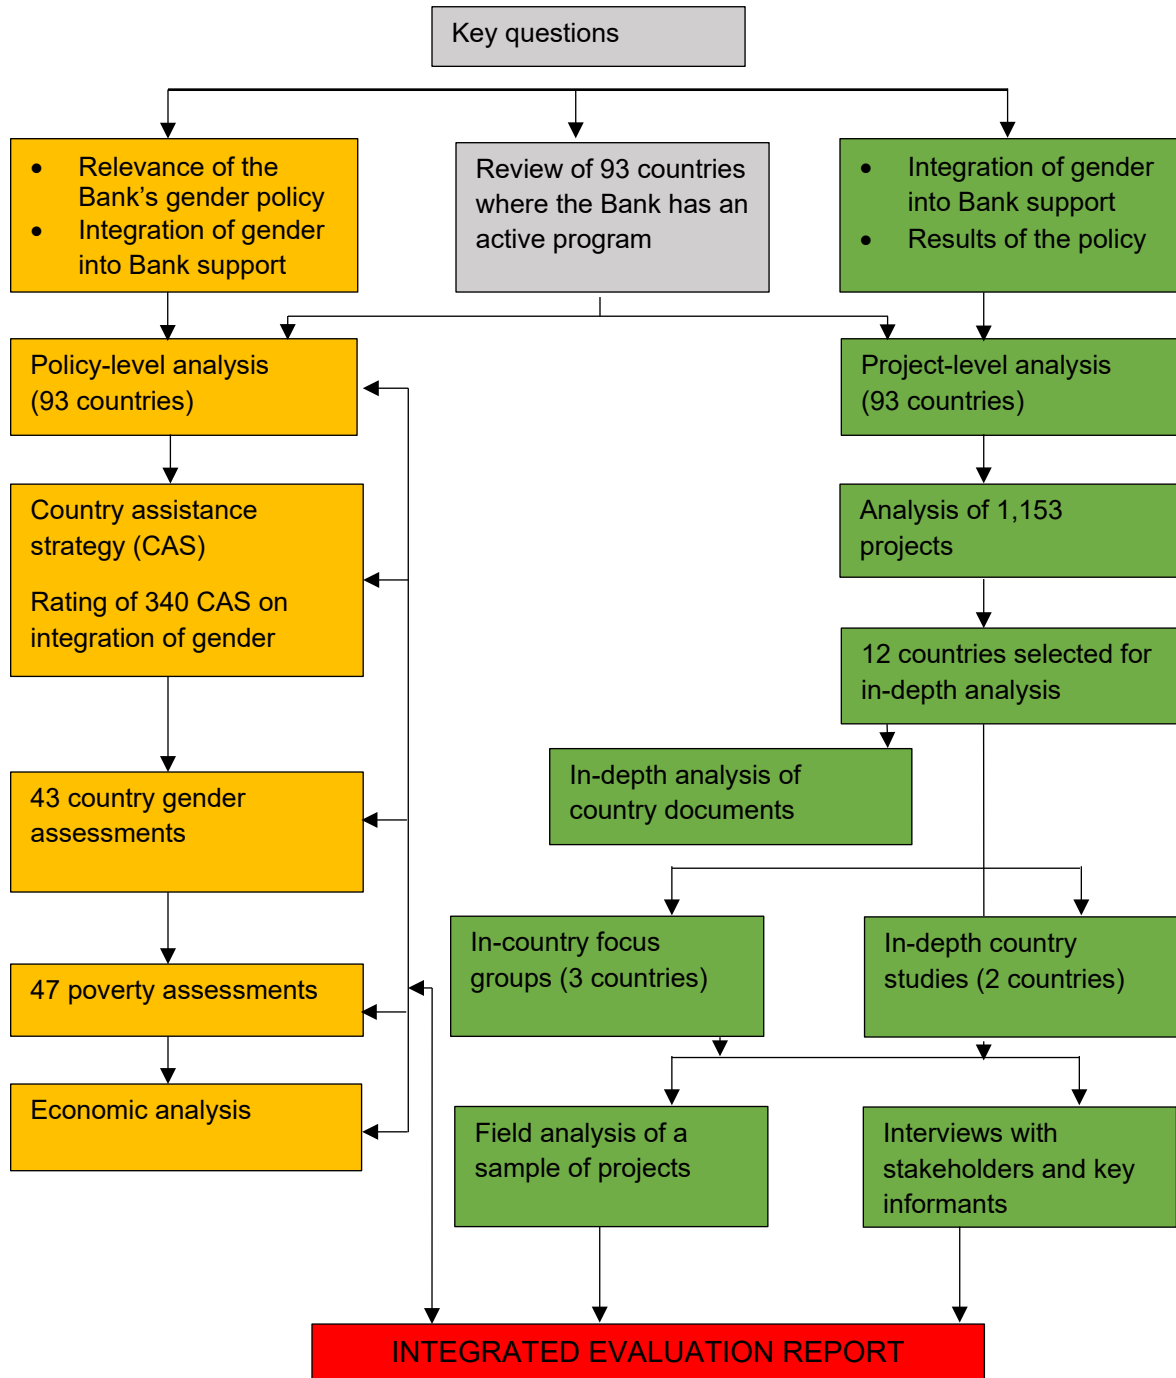 Key questions
• Relevance of the
Bank’s gender policy
• Integration of gender
into Bank support
Review of 93 countries
where the Bank has an
active program
• Integration of gender
into Bank support
• Results of the policy
Policy-level analysis
(93 countries)
Project-level analysis
(93 countries)
Country assistance
strategy (CAS)
Rating of 340 CAS on
integration of gender
Analysis of 1,153
projects
12 countries selected for
in-depth analysis
In-depth analysis of
country documents
43 country gender
assessments
In-country focus
groups (3 countries)
In-depth country
studies (2 countries)
47 poverty assessments
Economic analysis
Field analysis of a
sample of projects
Interviews with
stakeholders and key
informants
INTEGRATED EVALUATION REPORT